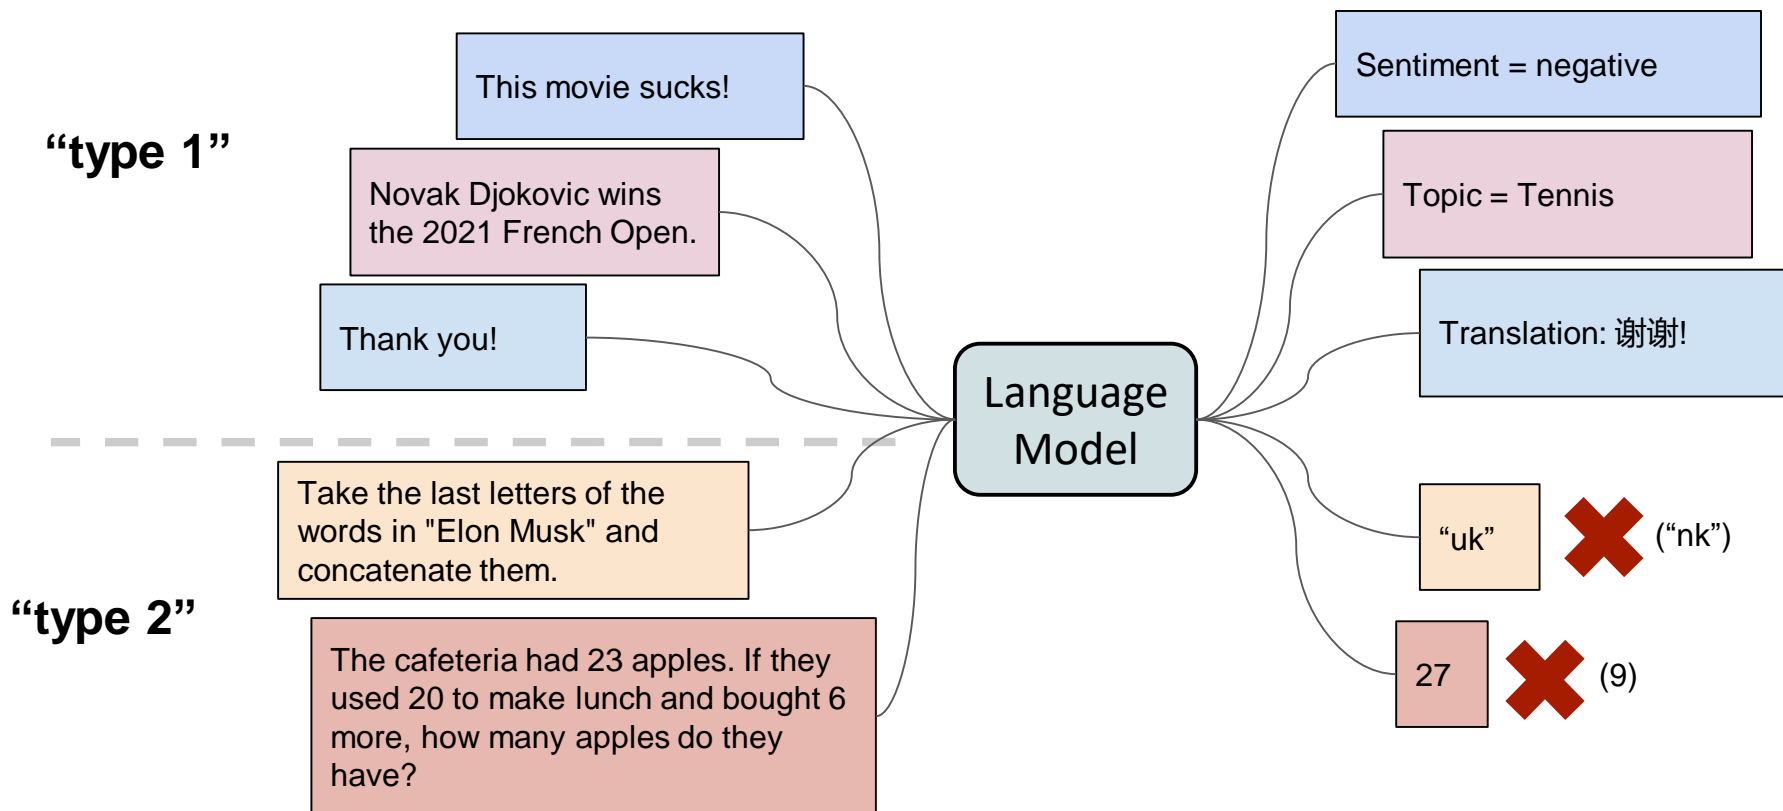 “type 1”
This movie sucks!
Novak Djokovic wins
the 2021 French Open.
Thank you!
Language
Model
Sentiment = negative
Topic = Tennis
Translation: 谢谢!
“type 2”
Take the last letters of the
words in "Elon Musk" and
concatenate them.
The cafeteria had 23 apples. If they
used 20 to make lunch and bought 6
more, how many apples do they
have?
“uk”
(“nk”)
27
(9)